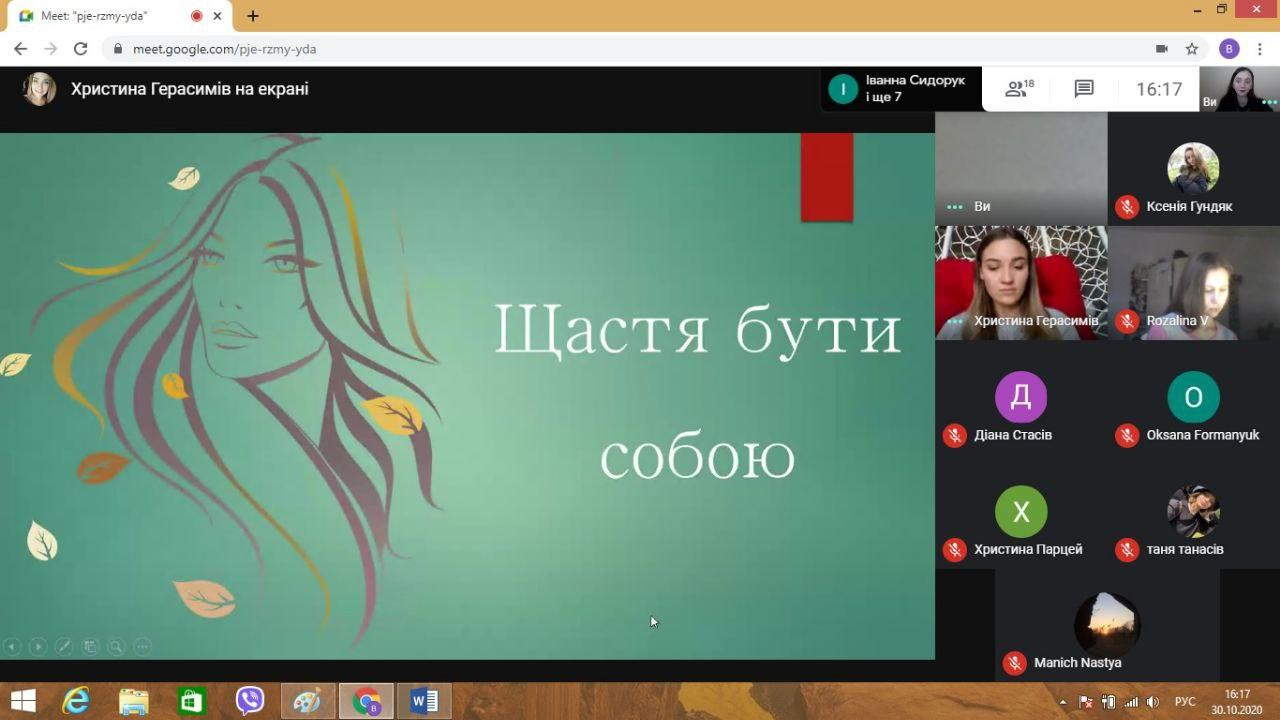 Meet: "pje-rzmy-yda"
meet.google.com/pje-rzmy-yda
B
Христина Герасимів на екрані
І
Іванна Сидорук
і ще 7
18
16:17
Ви
Щастя бути
собою
Ви
Ксенія Гундяк
Христина Герасимів
Rozalina V
Д
Діана Стасів
O
Oksana Formanyuk
Х
Христина Парцей
таня танасів
Manich Nastya
B
W
РУС
16:17
30.10.2020